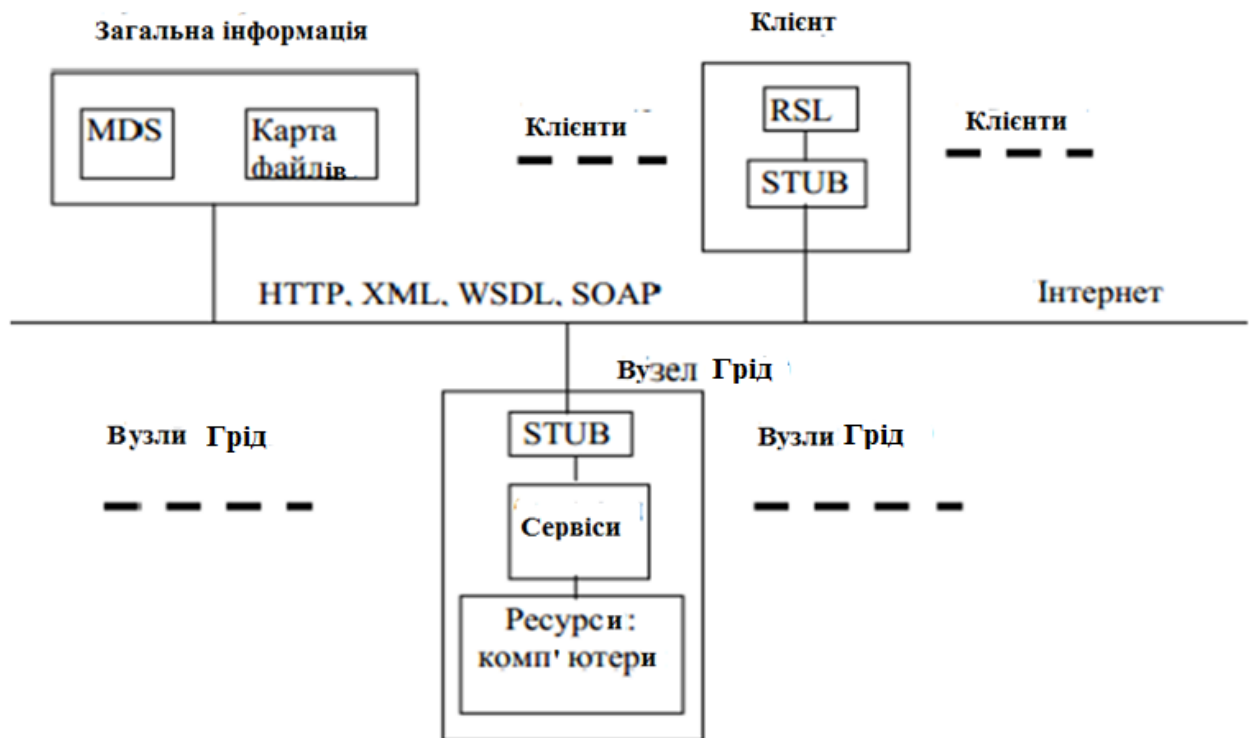 Загальна інформація
Клієнт
MDS
Карта
файлів
Клієнти
RSL
STUB
Клієнти
HTTP, XML, WSDL, SOAP
Інтернет
Вузел Грід
Вузли Грід
STUB
Вузли Грід
Сервіси
Ресурси:
комп' ютери